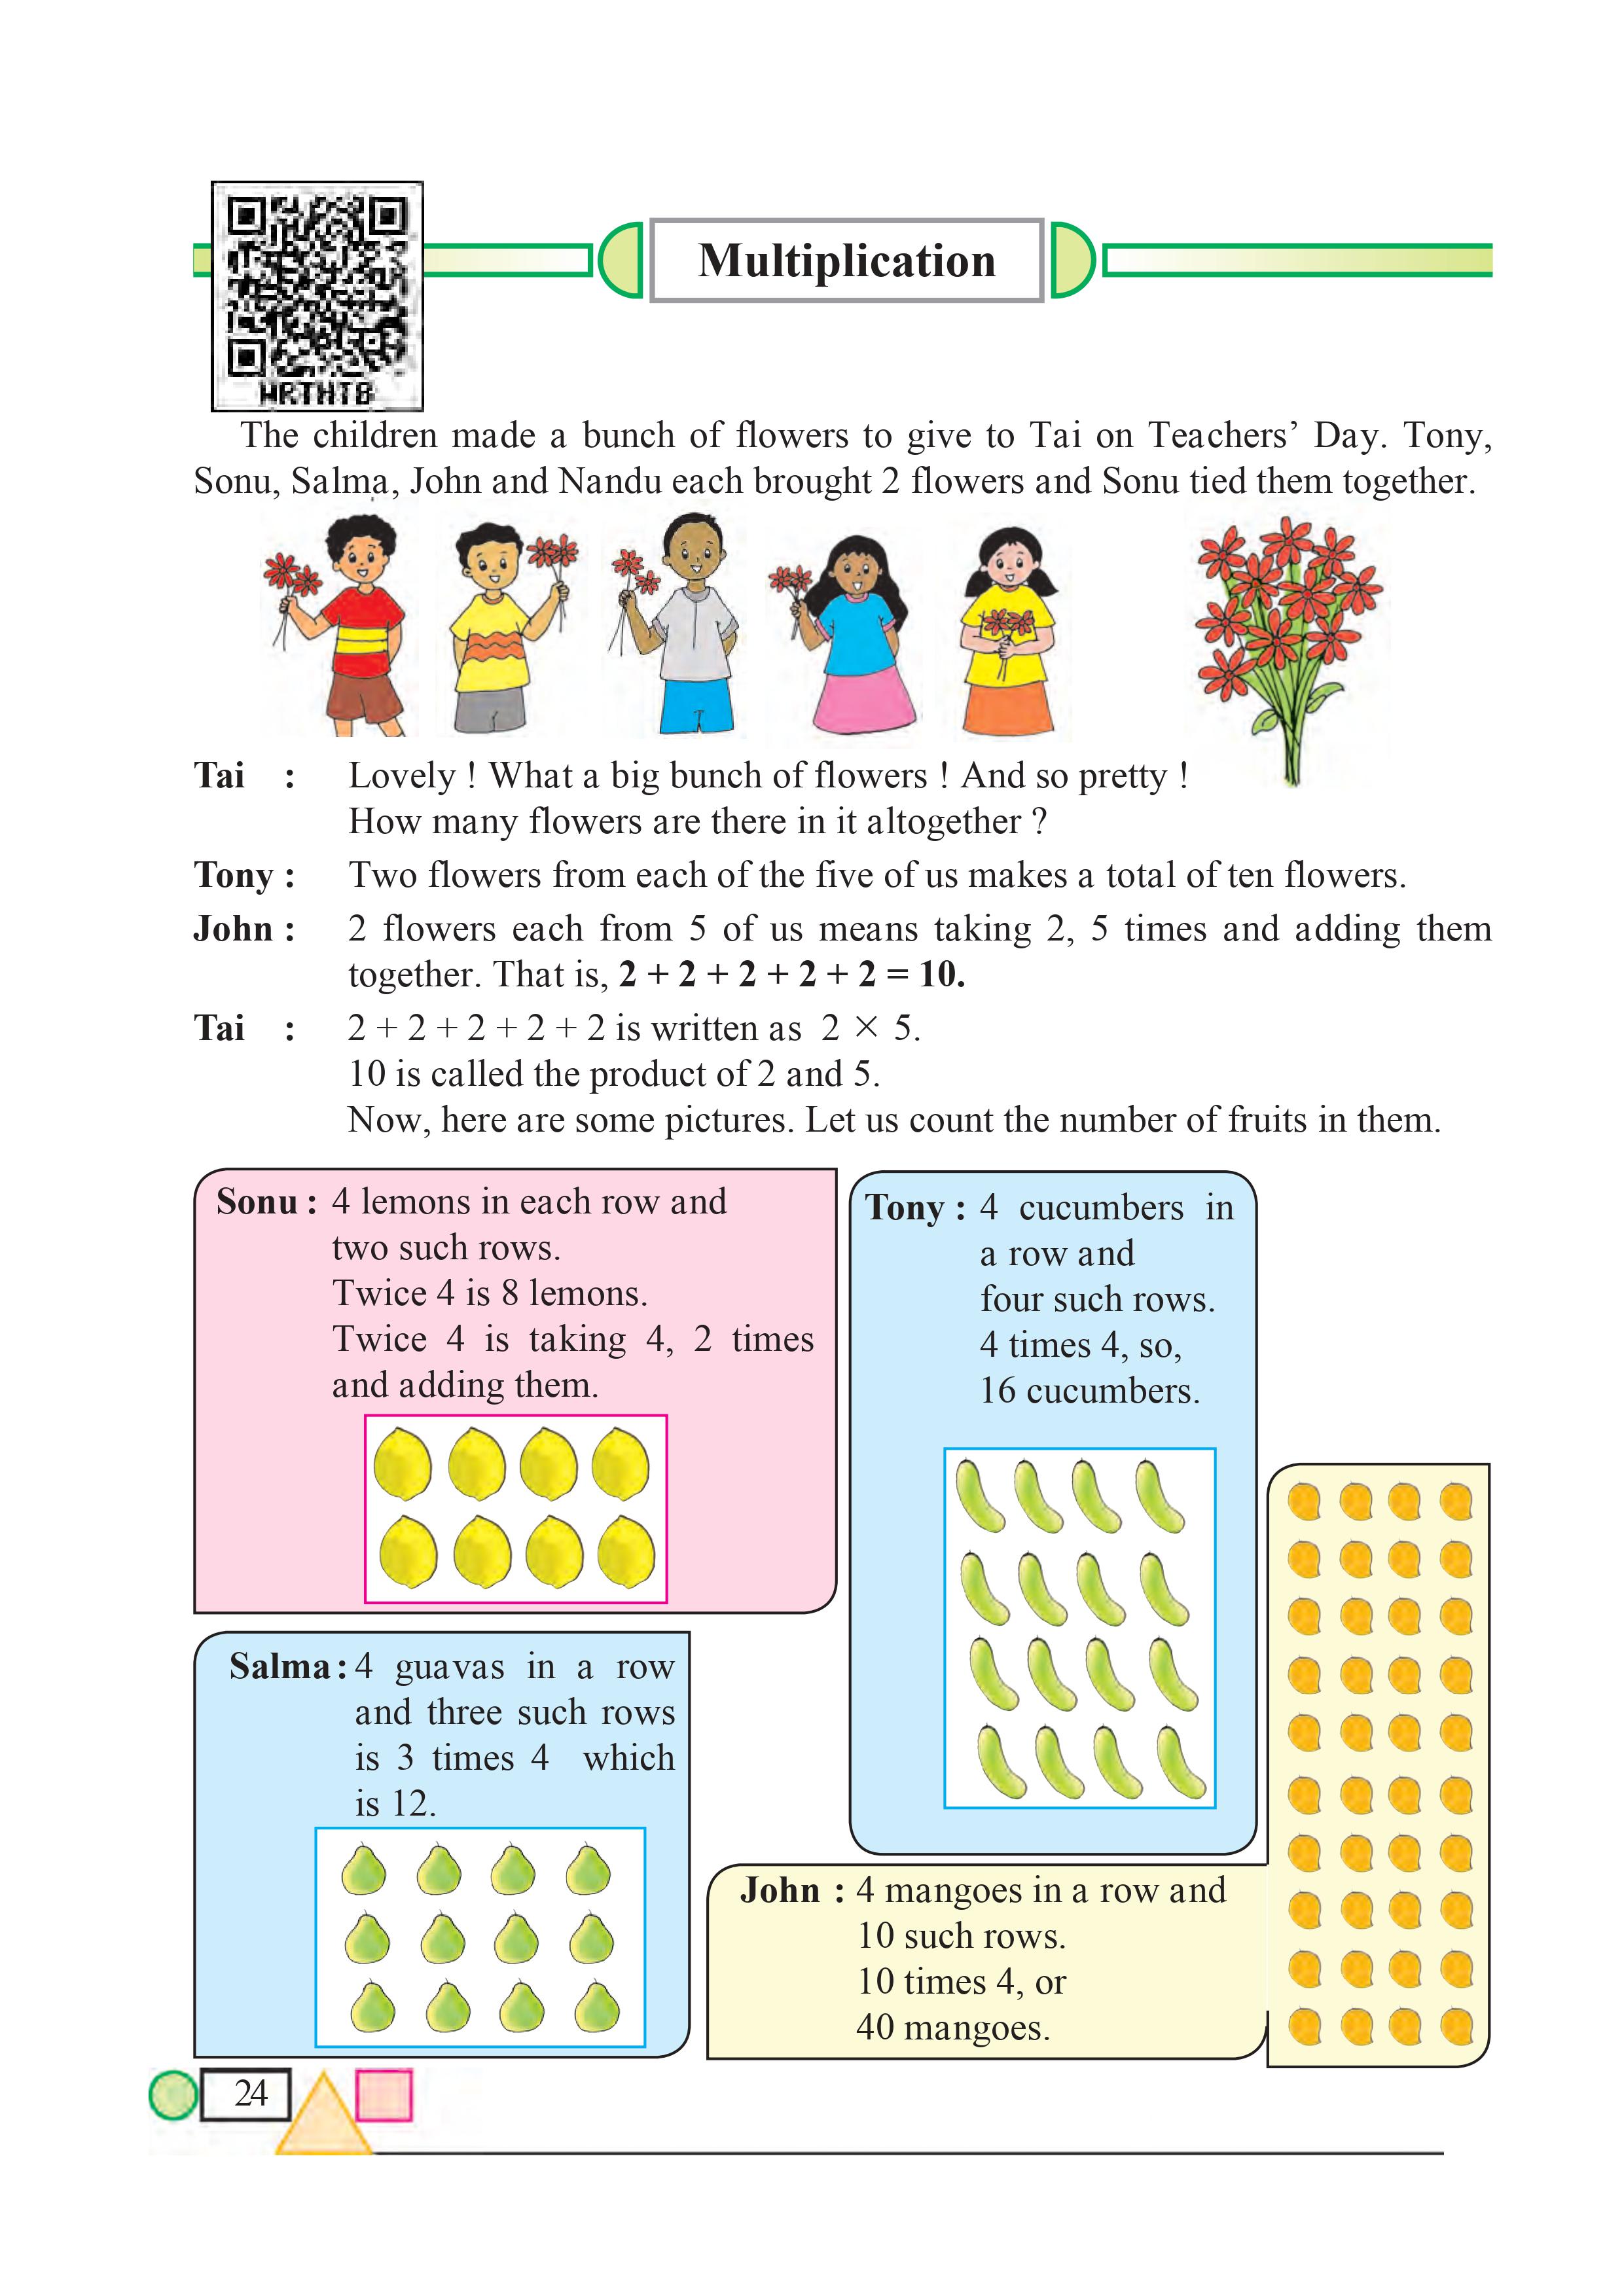 Multiplication
WRTHTB
The children made a bunch of flowers to give to Tai on Teachers’ Day. Tony,
Sonu, Salma, John and Nandu each brought 2 flowers and Sonu tied them together.
Tai : Lovely ! What a big bunch of flowers ! And so pretty !
How many flowers are there in it altogether ?
Tony : Two flowers from each of the five of us makes a total of ten flowers.
John : 2 flowers each from 5 of us means taking 2, 5 times and adding them
together. That is, 2 + 2 + 2 + 2 + 2 = 10.
Tai : 2 + 2 + 2 + 2 + 2 is written as 2 × 5.
10 is called the product of 2 and 5.
Now, here are some pictures. Let us count the number of fruits in them.
Sonu : 4 lemons in each row and
two such rows.
Twice 4 is 8 lemons.
Twice 4 is taking 4, 2 times
and adding them.
Tony : 4 cucumbers in
a row and
four such rows.
4 times 4, so,
16 cucumbers.
Salma : 4 guavas in a row
and three such rows
is 3 times 4 which
is 12.
John : 4 mangoes in a row and
10 such rows.
10 times 4, or
40 mangoes.
24